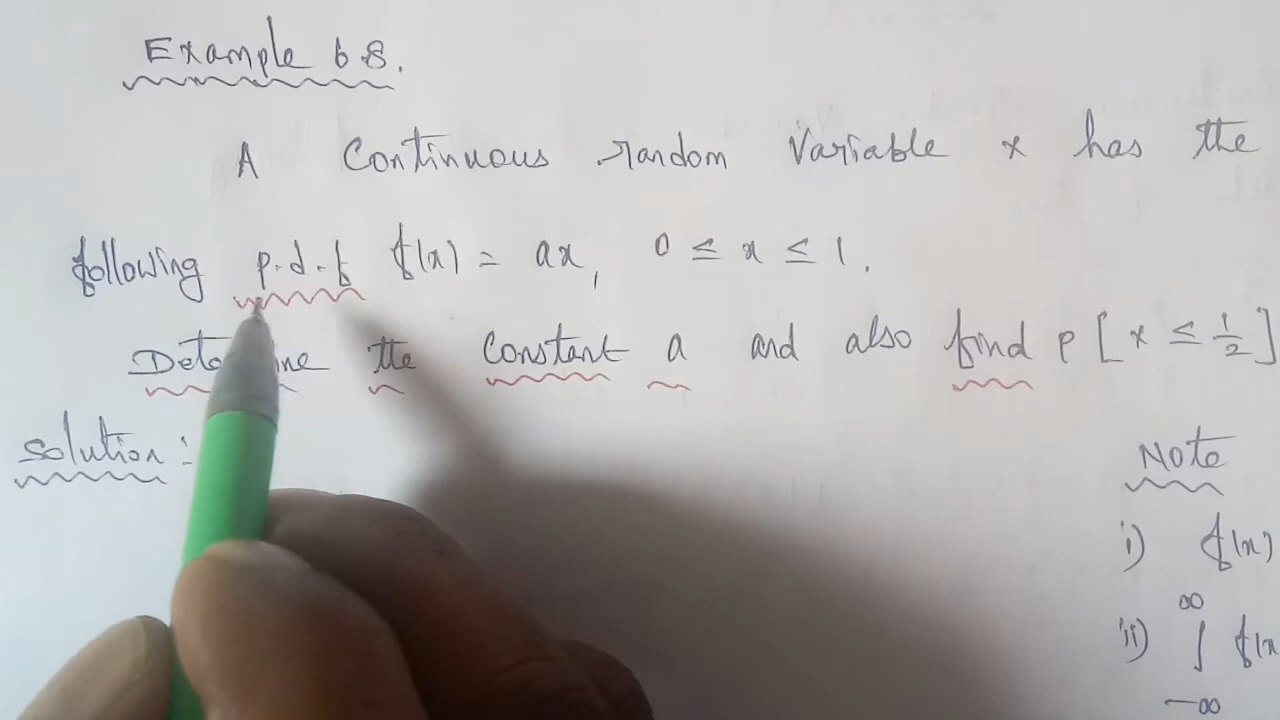 Example 6.8.
A Continuous random Variable x has the
following p.d.f f(x) = ax, 0 ≤ x ≤ 1.
Determine the constant a and also find P[x ≤ 1/2]
Solution:
Note
i) f(x)
ii) ∫ f(x
∞
-∞